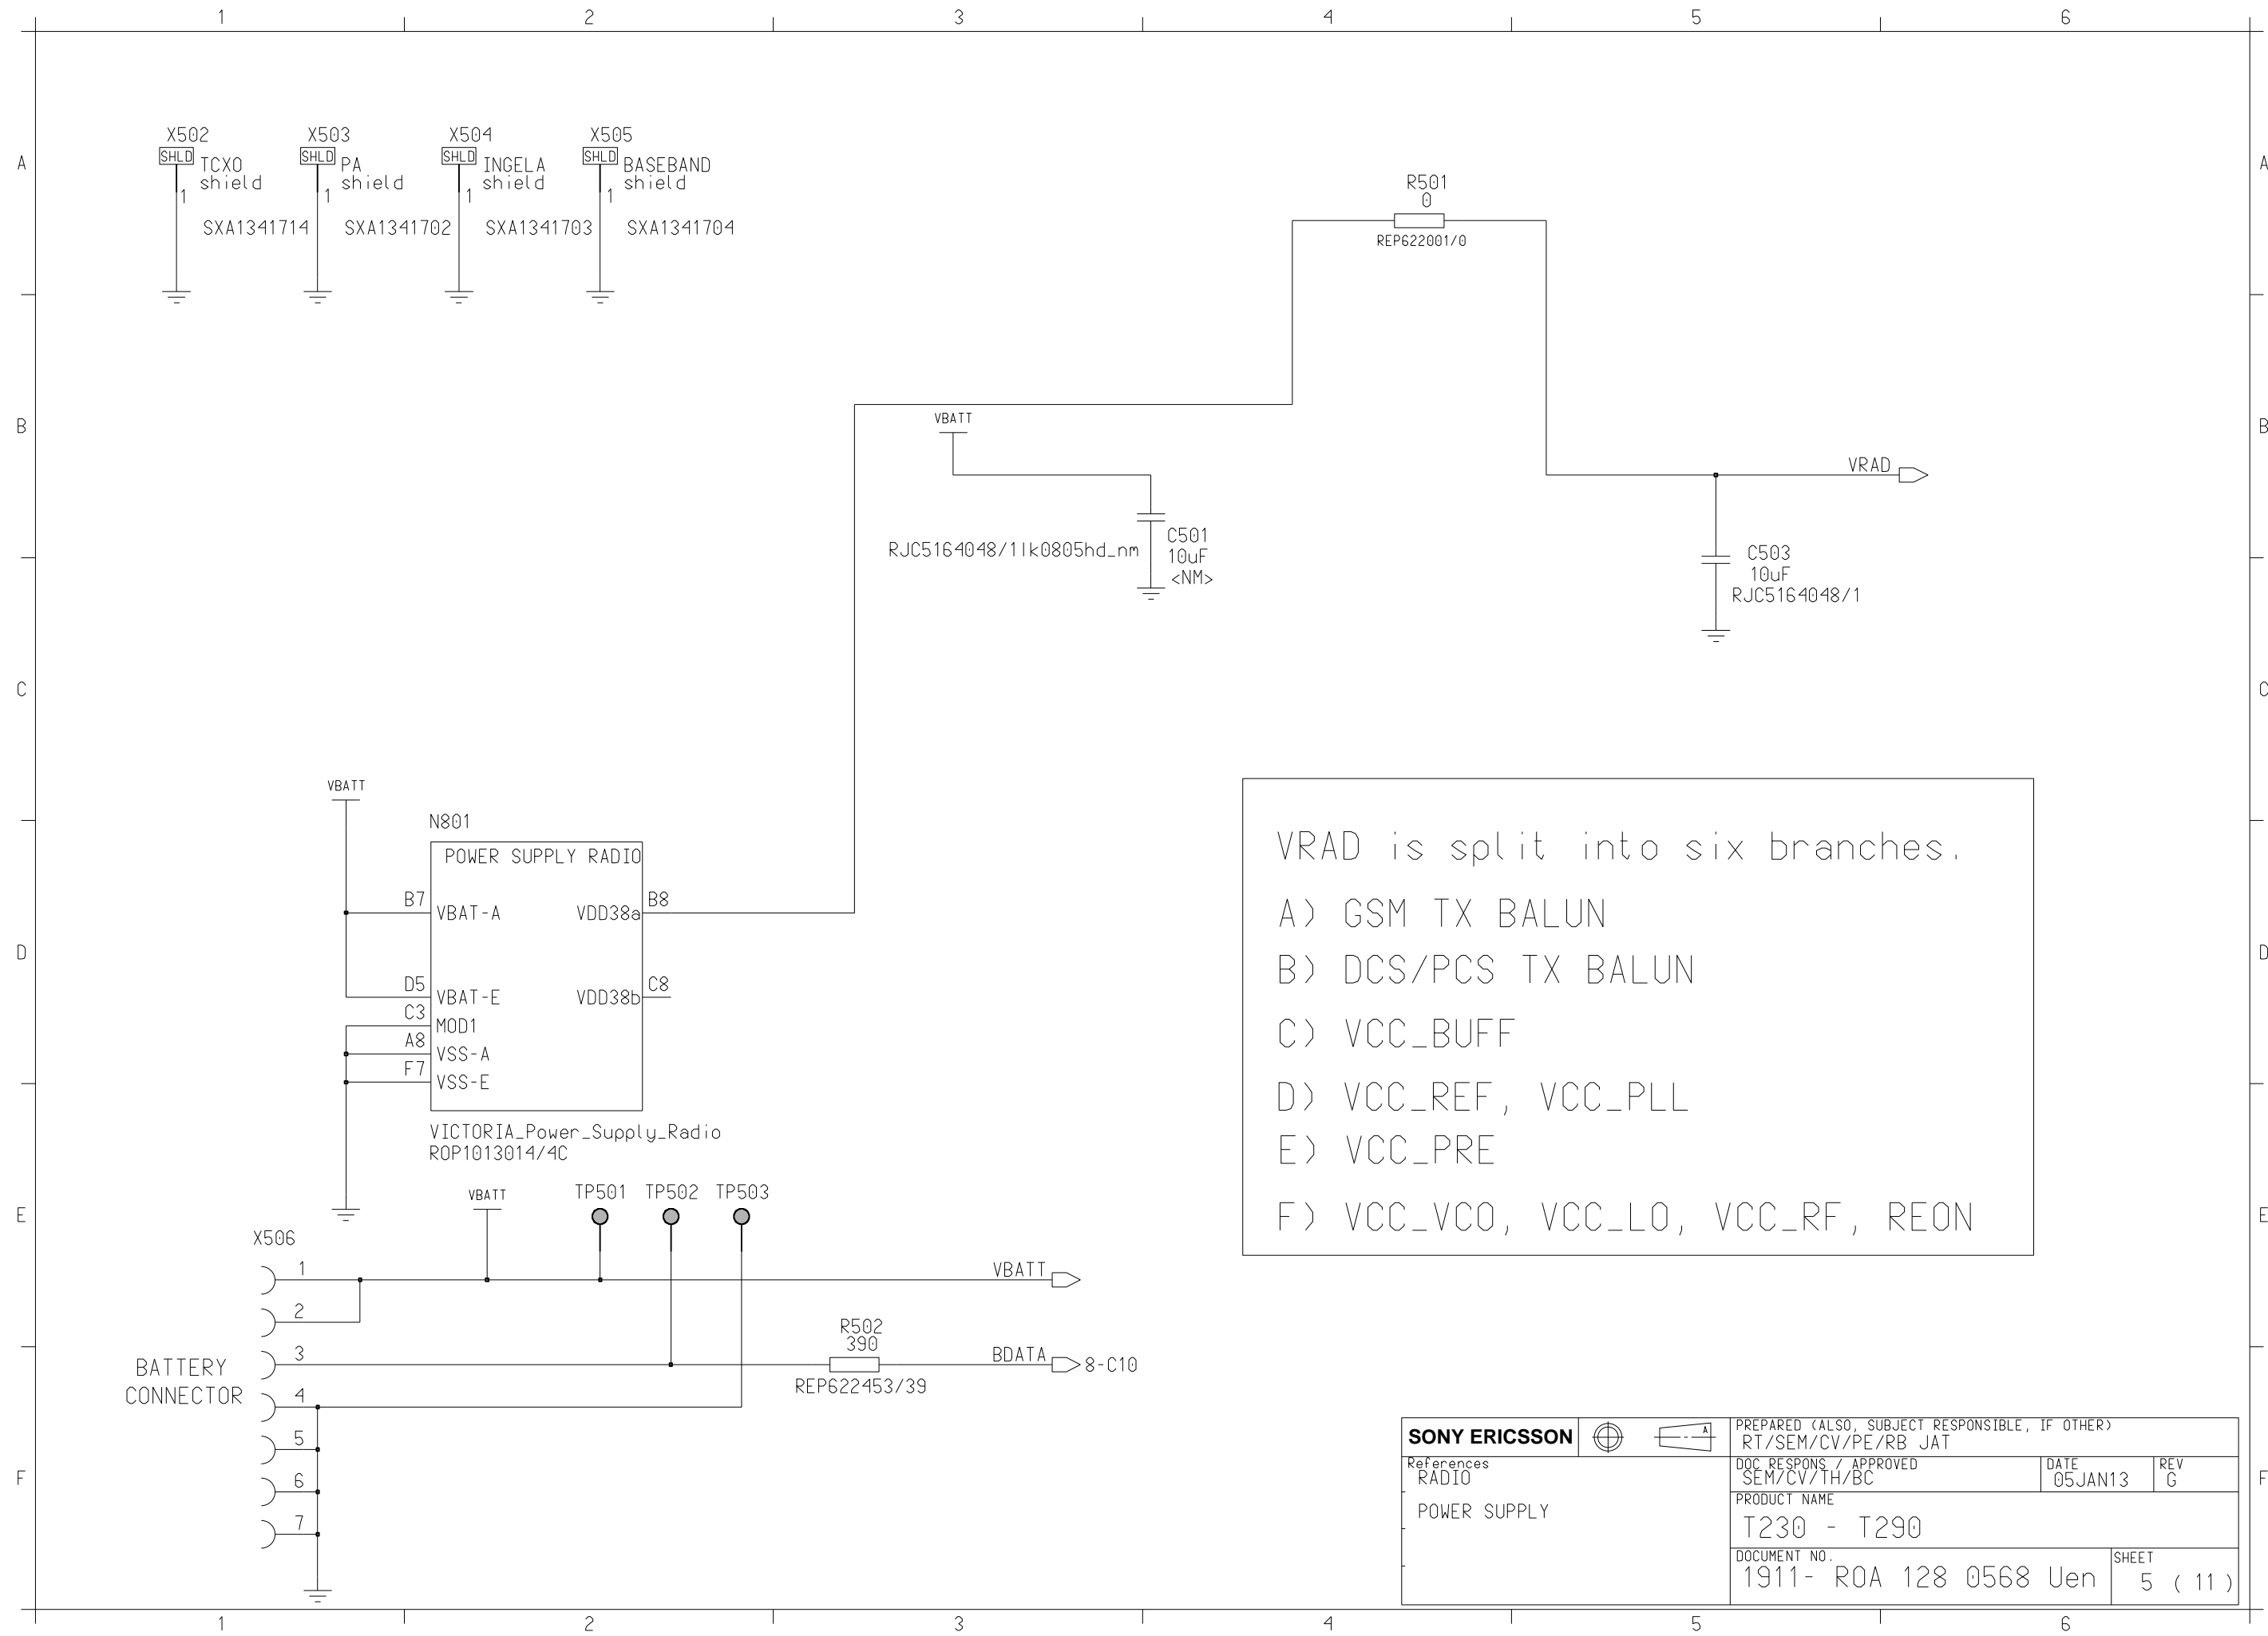 1 2 3 4 5 6
A A
B B
C C
D D
E E
F F
X502
SHLD
TCXO
shield
1
SXA1341714
X503
SHLD
PA
shield
1
SXA1341702
X504
SHLD
INGELA
shield
1
SXA1341703
X505
SHLD
BASEBAND
shield
1
SXA1341704
R501
0
REP622001/0
VBATT
RJC5164048/1lk0805hd_nm
C501
10uF
<NM>
VRAD
C503
10uF
RJC5164048/1
VBATT
N801
POWER SUPPLY RADIO
B7 VBAT-A VDD38a B8
D5 VBAT-E VDD38b C8
C3 MOD1
A8 VSS-A
F7 VSS-E
VICTORIA_Power_Supply_Radio
ROP1013014/4C
VRAD is split into six branches.
A) GSM TX BALUN
B) DCS/PCS TX BALUN
C) VCC_BUFF
D) VCC_REF, VCC_PLL
E) VCC_PRE
F) VCC_VCO, VCC_LO, VCC_RF, REON
VBATT
TP501 TP502 TP503
X506
1
2
3
4
5
6
7
BATTERY
CONNECTOR
VBATT
R502
390
REP622453/39
BDATA 8-C10
SONY ERICSSON
A
PREPARED (ALSO, SUBJECT RESPONSIBLE, IF OTHER)
RT/SEM/CV/PE/RB JAT
References
RADIO
POWER SUPPLY
DOC RESPONS / APPROVED
SEM/CV/TH/BC
DATE
05JAN13
REV
G
PRODUCT NAME
T230 - T290
DOCUMENT NO.
1911- ROA 128 0568 Uen
SHEET
5 ( 11 )
1 2 3 4 5 6